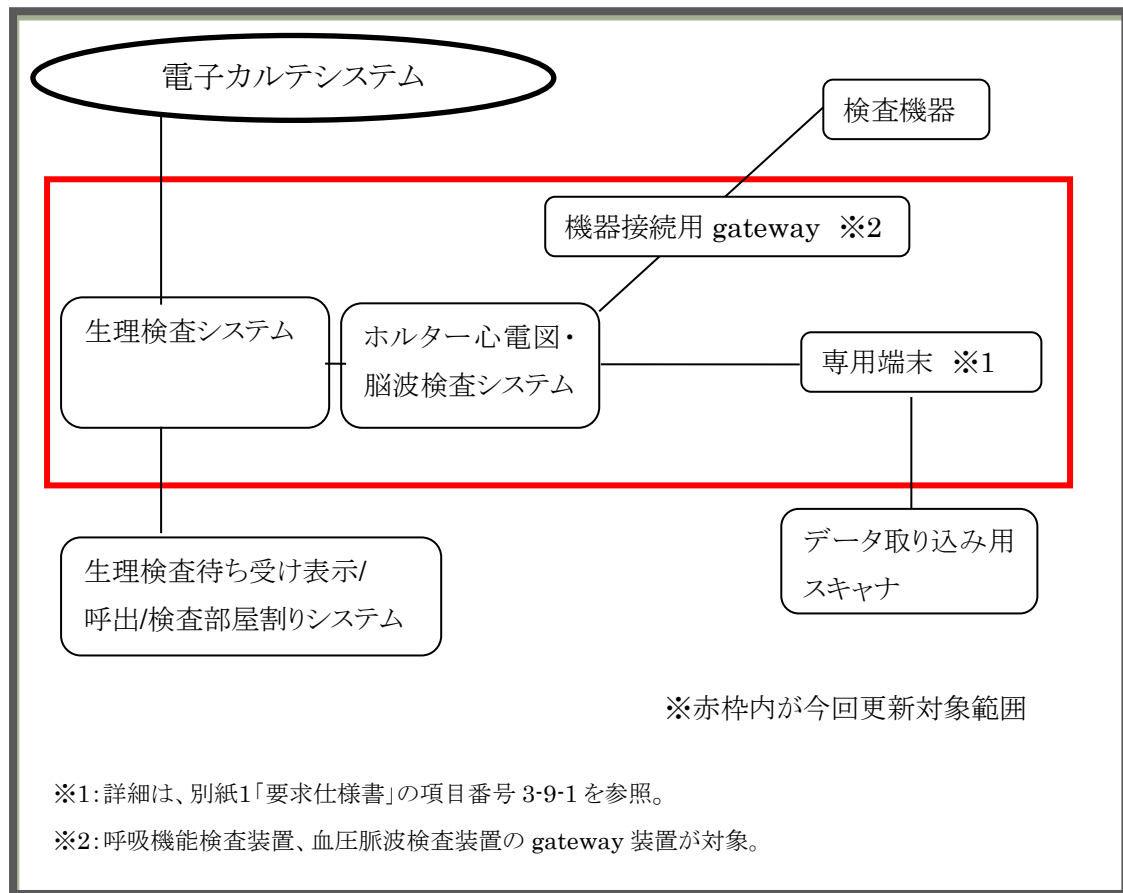 電子カルテシステム
検査機器
機器接続用 gateway ※2
生理検査システム
ホルター心電図・
脳波検査システム
専用端末 ※1
データ取り込み用
スキャナ
生理検査待ち受け表示/
呼出/検査部屋割りシステム
※赤枠内が今回更新対象範囲
※1:詳細は、別紙1「要求仕様書」の項目番号 3-9-1 を参照。
※2:呼吸機能検査装置、血圧脈波検査装置の gateway 装置が対象。